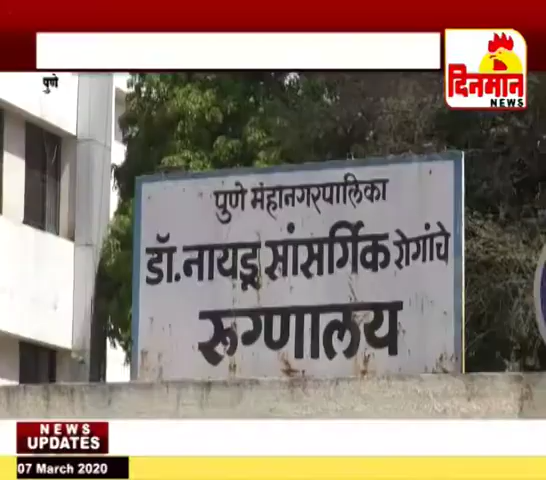 दिनमान
NEWS
पुणे
पुणे महानगरपालिका
डॉ. नायडू सांसर्गिक रोगांचे
रुग्णालय
NEWS
UPDATES
07 March 2020